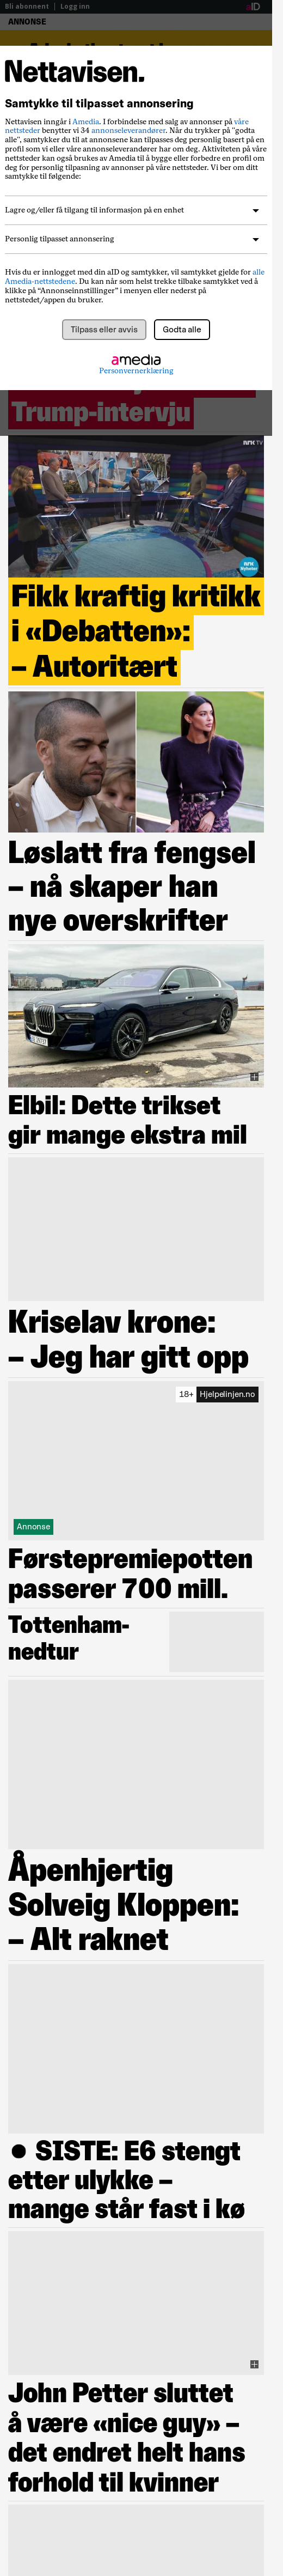 Bli abonnent | Logg inn
aID
ANNONSE
Nettavisen.
Samtykke til tilpasset annonsering
Nettavisen inngår i Amedia. I forbindelse med salg av annonser på våre
nettsteder benytter vi 34 annonseleverandører. Når du trykker på "godta
alle", samtykker du til at annonsene kan tilpasses deg personlig basert på en
profil som vi eller våre annonseleverandører har om deg. Aktiviteten på våre
nettsteder kan også brukes av Amedia til å bygge eller forbedre en profil om
deg for personlig tilpasning av annonser på våre nettsteder. Vi ber om ditt
samtykke til følgende:
Lagre og/eller få tilgang til informasjon på en enhet
Personlig tilpasset annonsering
Hvis du er innlogget med din aID og samtykker, vil samtykket gjelde for alle
Amedia-nettstedene. Du kan når som helst trekke tilbake samtykket ved å
klikke på “Annonseinnstillinger” i menyen eller nederst på
nettstedet/appen du bruker.
Tilpass eller avvis
Godta alle
amedia
Personvernerklæring
Trump-intervju
NRK TV
NRK
Nyheter
Fikk kraftig kritikk
i «Debatten»:
– Autoritært
Løslatt fra fengsel
– nå skaper han
nye overskrifter
Elbil: Dette trikset
gir mange ekstra mil
Kriselav krone:
– Jeg har gitt opp
18+ Hjelpelinjen.no
Annonse
Førstepremiepotten
passerer 700 mill.
Tottenham-
nedtur
Åpenhjertig
Solveig Kloppen:
– Alt raknet
● SISTE: E6 stengt
etter ulykke –
mange står fast i kø
John Petter sluttet
å være «nice guy» –
det endret helt hans
forhold til kvinner